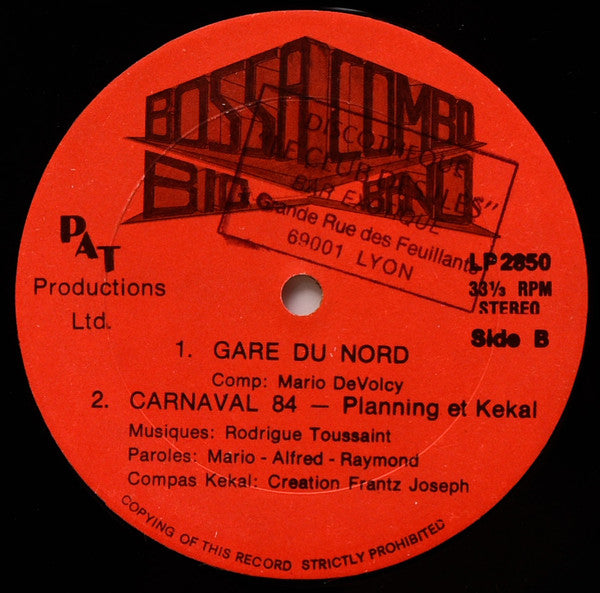 BOSSA COMBO
BIG BAND
DISCOTHEQUE
BAR EXOTIQUE
Grande Rue des Feuillants
69001 LYON
PAT
Productions
Ltd.
LP 2850
33⅓ RPM
STEREO
Side B
1. GARE DU NORD
Comp: Mario DeVolcy
2. CARNAVAL 84 — Planning et Kekal
Musiques: Rodrigue Toussaint
Paroles: Mario - Alfred - Raymond
Compas Kekal: Creation Frantz Joseph
COPYING OF THIS RECORD STRICTLY PROHIBITED